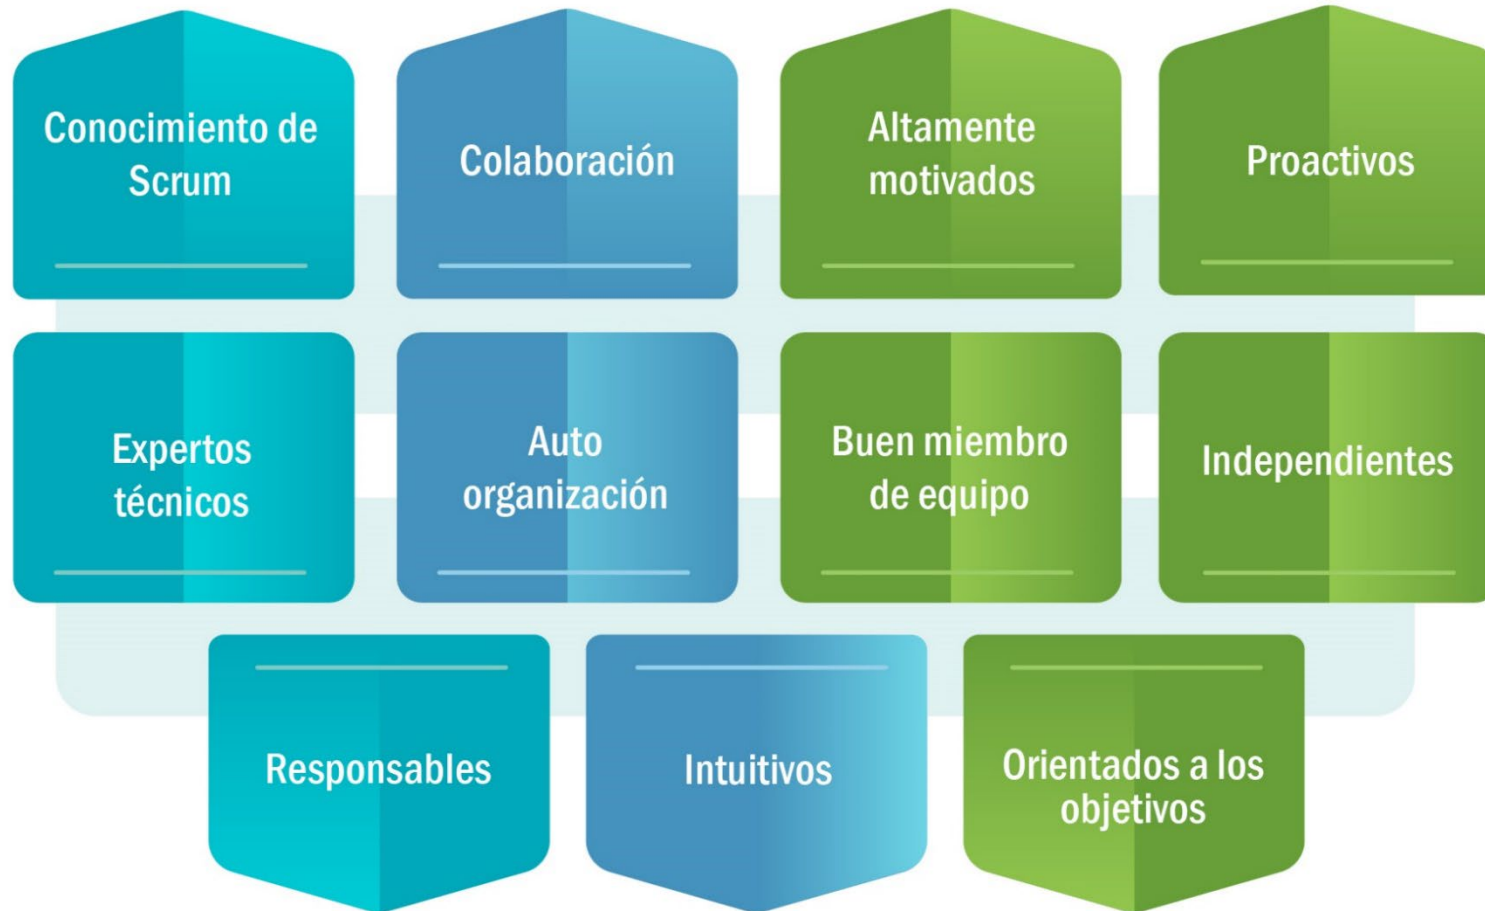 Conocimiento de
Scrum
Colaboración
Altamente
motivados
Proactivos
Expertos
técnicos
Auto
organización
Buen miembro
de equipo
Independientes
Responsables
Intuitivos
Orientados a los
objetivos